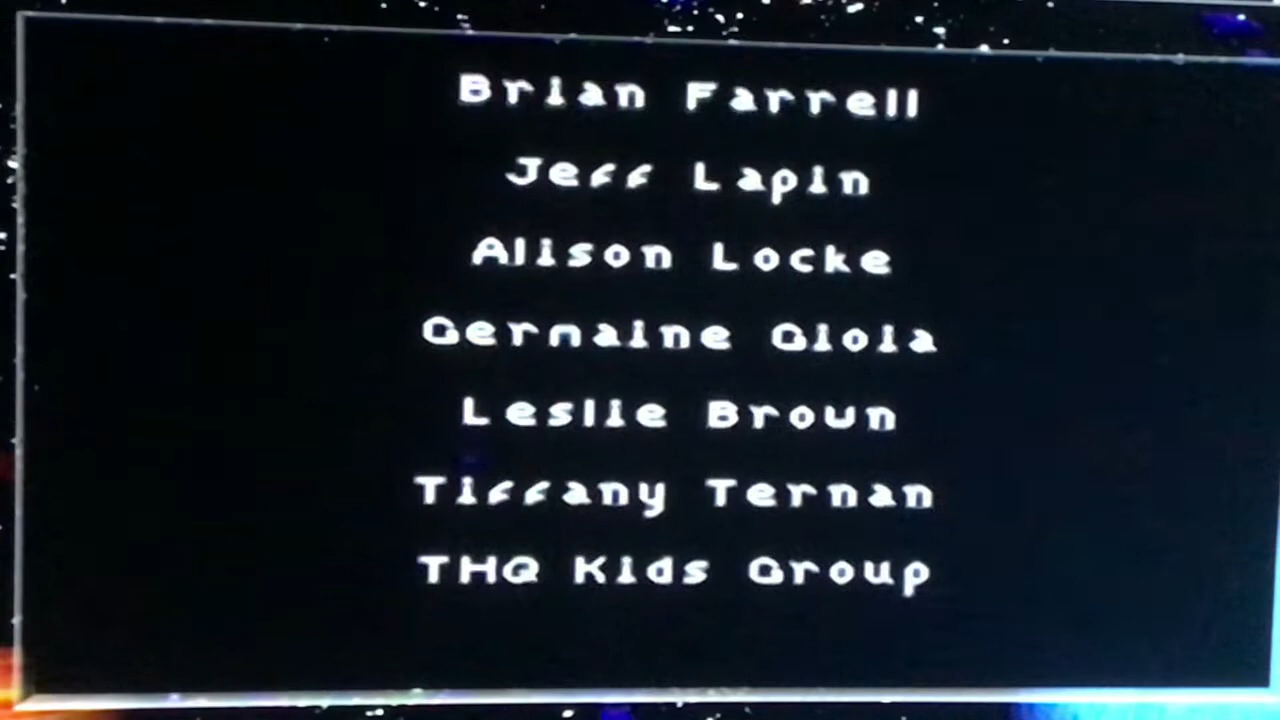 Brian Farrell
Jeff Lapin
Alison Locke
Germaine Gioia
Leslie Brown
Tiffany Ternan
THQ Kids Group